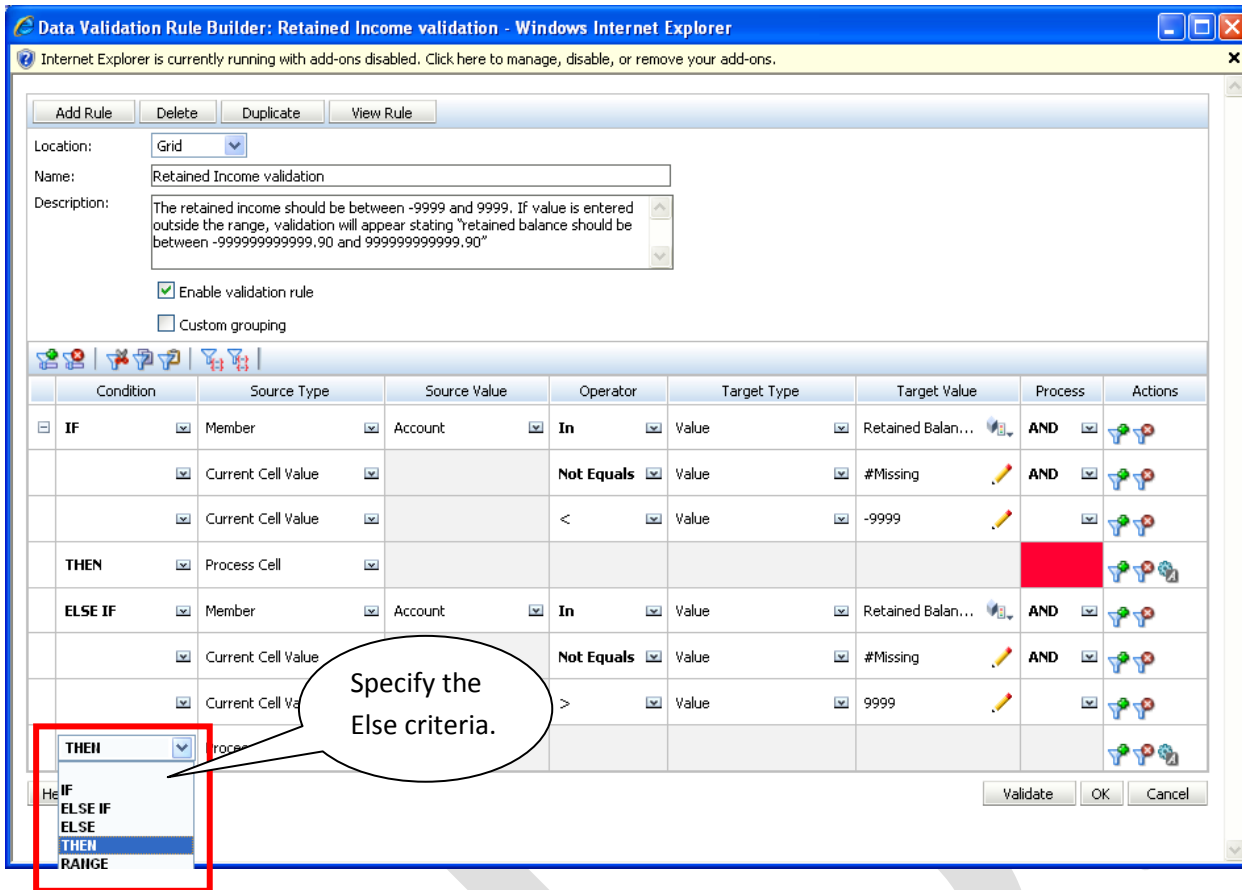 Data Validation Rule Builder: Retained Income validation - Windows Internet Explorer
Internet Explorer is currently running with add-ons disabled. Click here to manage, disable, or remove your add-ons.
Add Rule Delete Duplicate View Rule
Location: Grid
Name: Retained Income validation
Description: The retained income should be between -9999 and 9999. If value is entered
outside the range, validation will appear stating "retained balance should be
between -999999999999.90 and 999999999999.90"
Enable validation rule
Custom grouping
Condition Source Type Source Value Operator Target Type Target Value Process Actions
IF Member Account In Value Retained Balan... AND
Current Cell Value Not Equals Value #Missing AND
Current Cell Value < Value -9999
THEN Process Cell
ELSE IF Member Account In Value Retained Balan... AND
Current Cell Value Not Equals Value #Missing AND
Current Cell Va > Value 9999
Specify the
Else criteria.
THEN Proce
He Validate OK Cancel
IF
ELSE IF
ELSE
THEN
RANGE